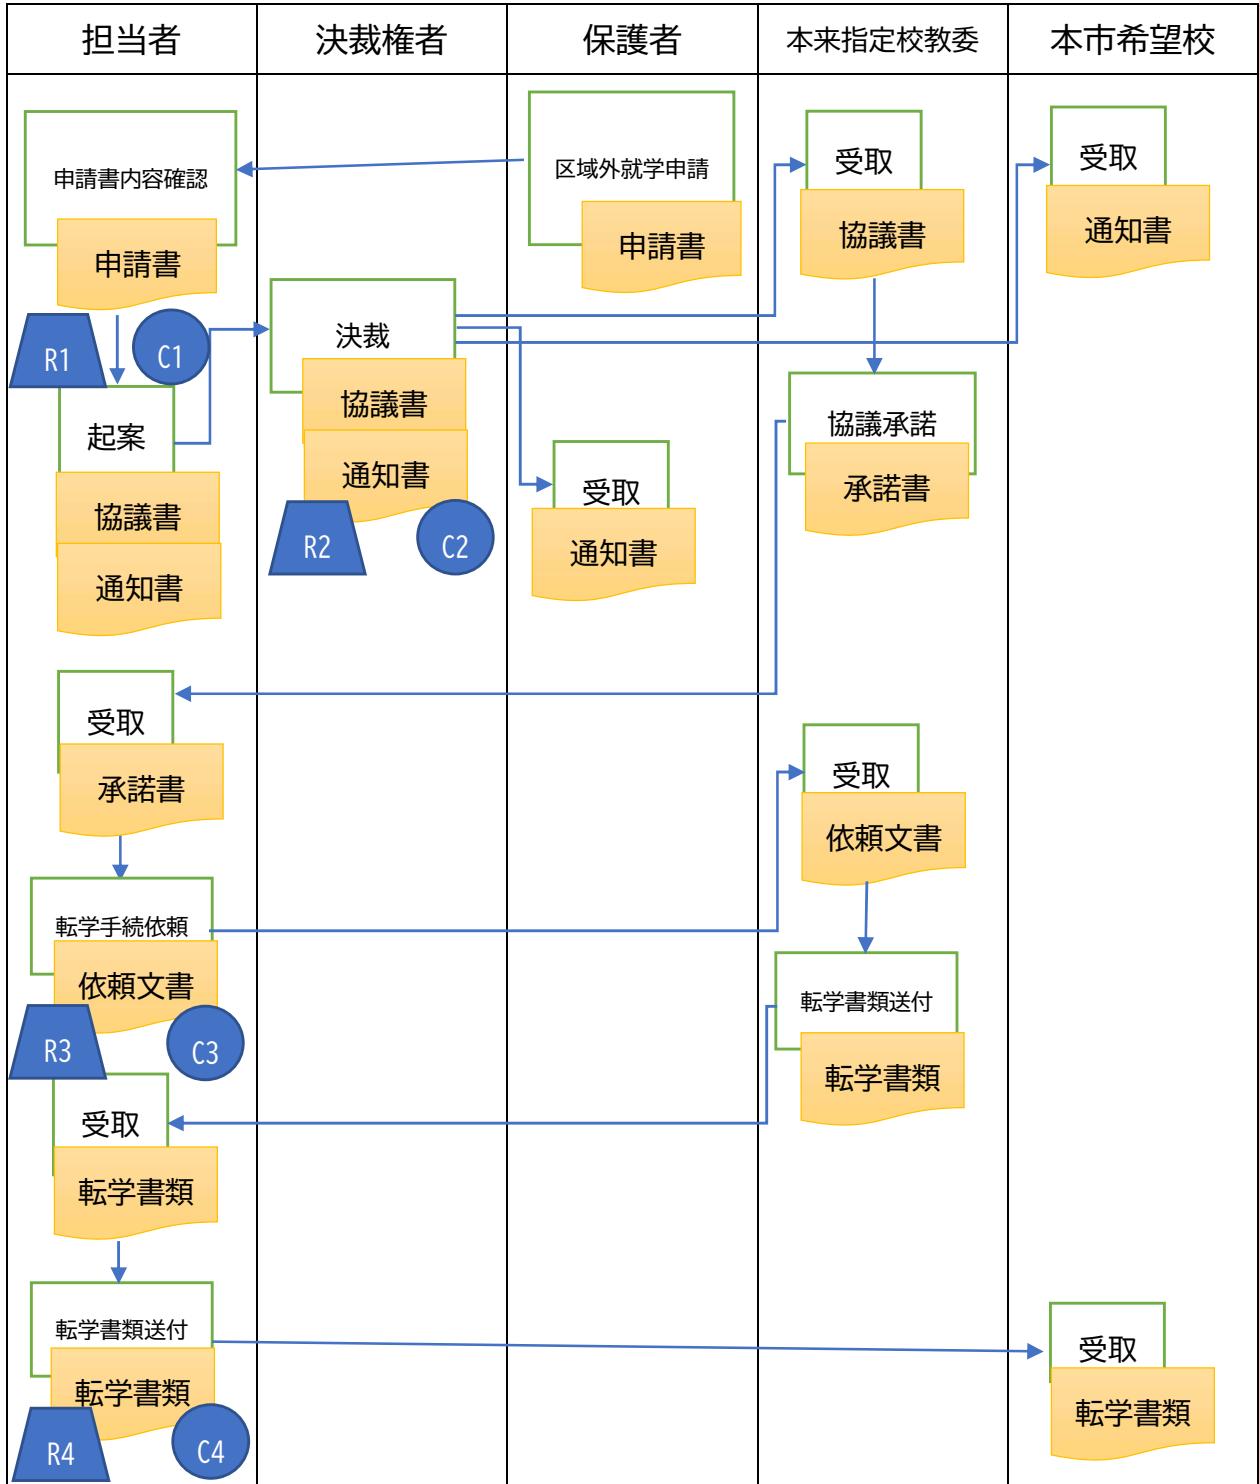 担当者
決裁権者
保護者
本来指定校教委
本市希望校
申請書内容確認
申請書
区域外就学申請
申請書
受取
協議書
受取
通知書
R1
C1
起案
協議書
通知書
決裁
協議書
通知書
R2
C2
受取
通知書
協議承諾
承諾書
受取
承諾書
受取
依頼文書
転学手続依頼
依頼文書
R3
C3
転学書類送付
転学書類
受取
転学書類
転学書類送付
転学書類
R4
C4
受取
転学書類